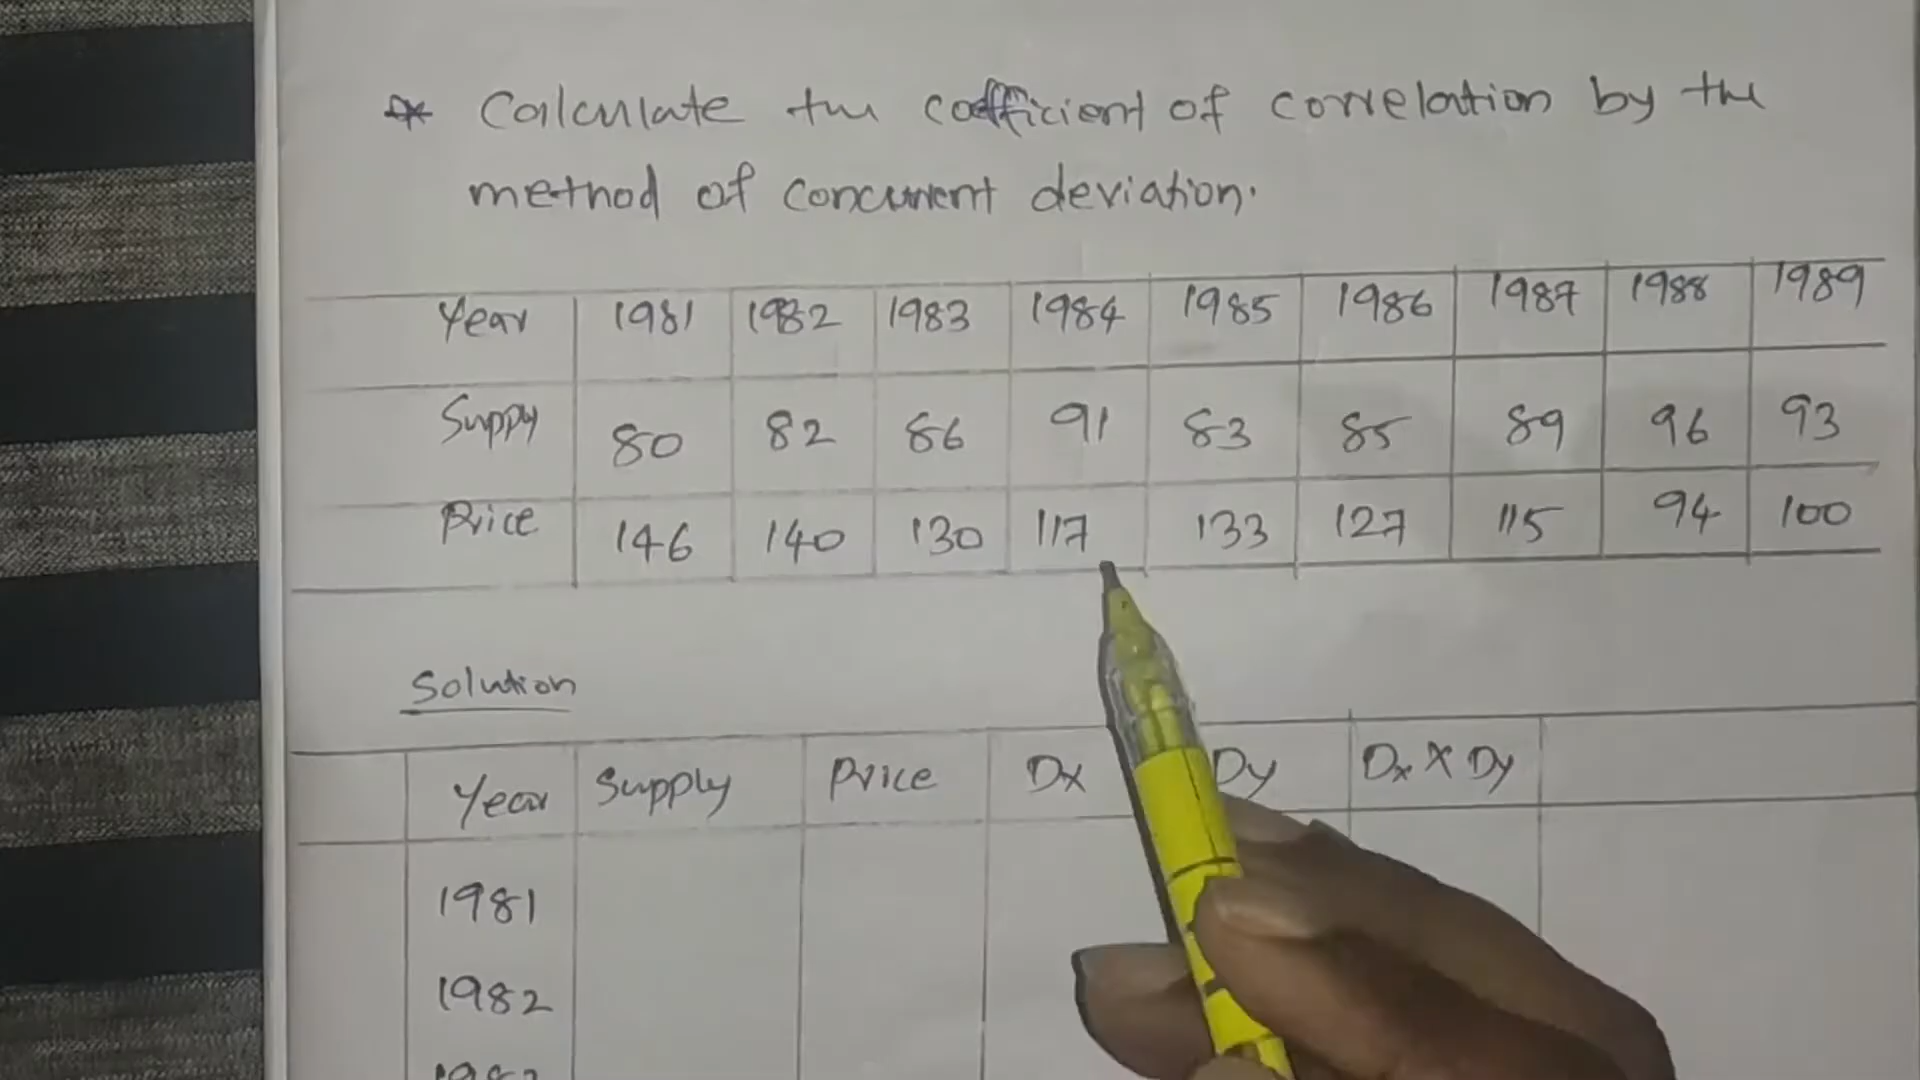 * Calculate the coefficient of correlation by the
method of concurrent deviation.
Year 1981 1982 1983 1984 1985 1986 1987 1988 1989
Supply 80 82 86 91 83 85 89 96 93
Price 146 140 130 117 133 127 115 94 100
Solution
Year Supply Price Dx Dy Dx X Dy
1981
1982